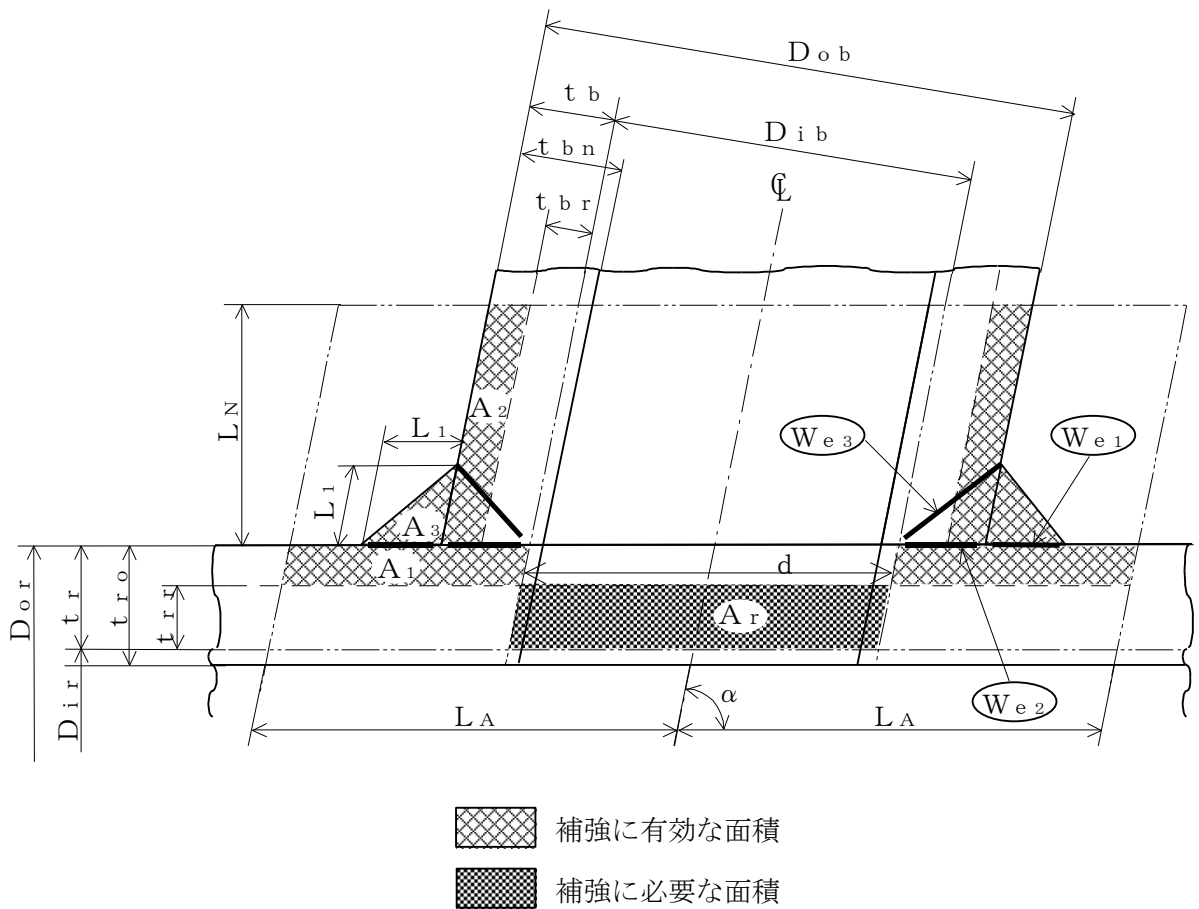 Dob
tb
Dib
tbn
℄
tbr
LN
A2
L1
We3
We1
L1
A3
A1
d
Dor
tr
tro
trr
Ar
Dir
α
We2
LA
LA
補強に有効な面積
補強に必要な面積